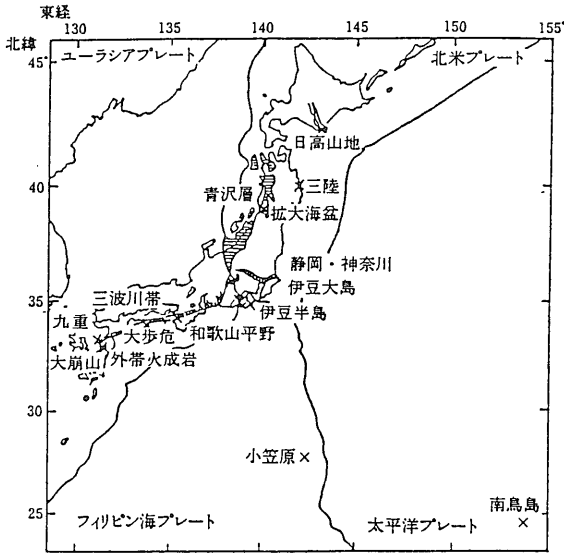 東経
130 135 140 145 150 155
北緯
45°
ユーラシアプレート
北米プレート
日高山地
40
青沢層
×三陸
拡大海盆
静岡・神奈川
伊豆大島
35
三波川帯
伊豆半島
九重
大歩危
和歌山平野
大崩山
外帯火成岩
30
小笠原×
25
フィリピン海プレート
太平洋プレート
南鳥島
×